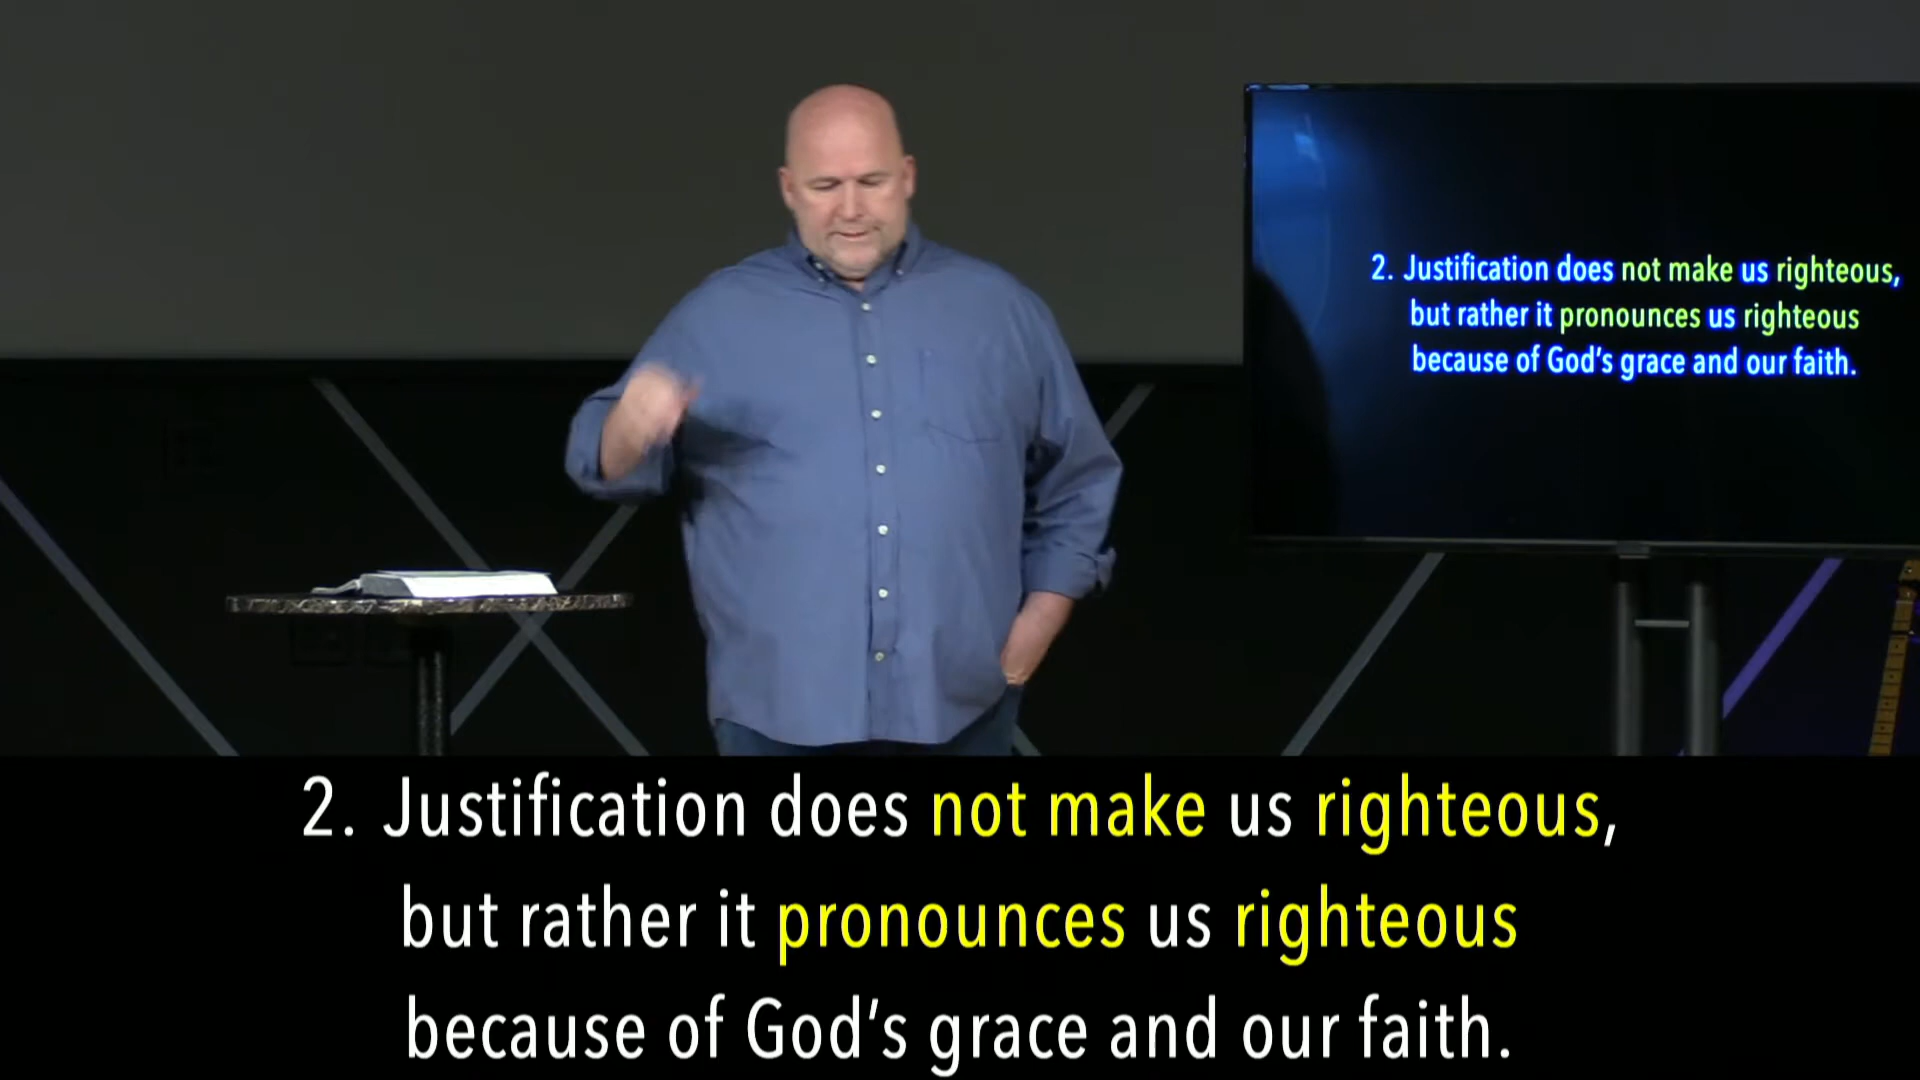 2. Justification does not make us righteous,
but rather it pronounces us righteous
because of God's grace and our faith.
2. Justification does not make us righteous,
but rather it pronounces us righteous
because of God's grace and our faith.